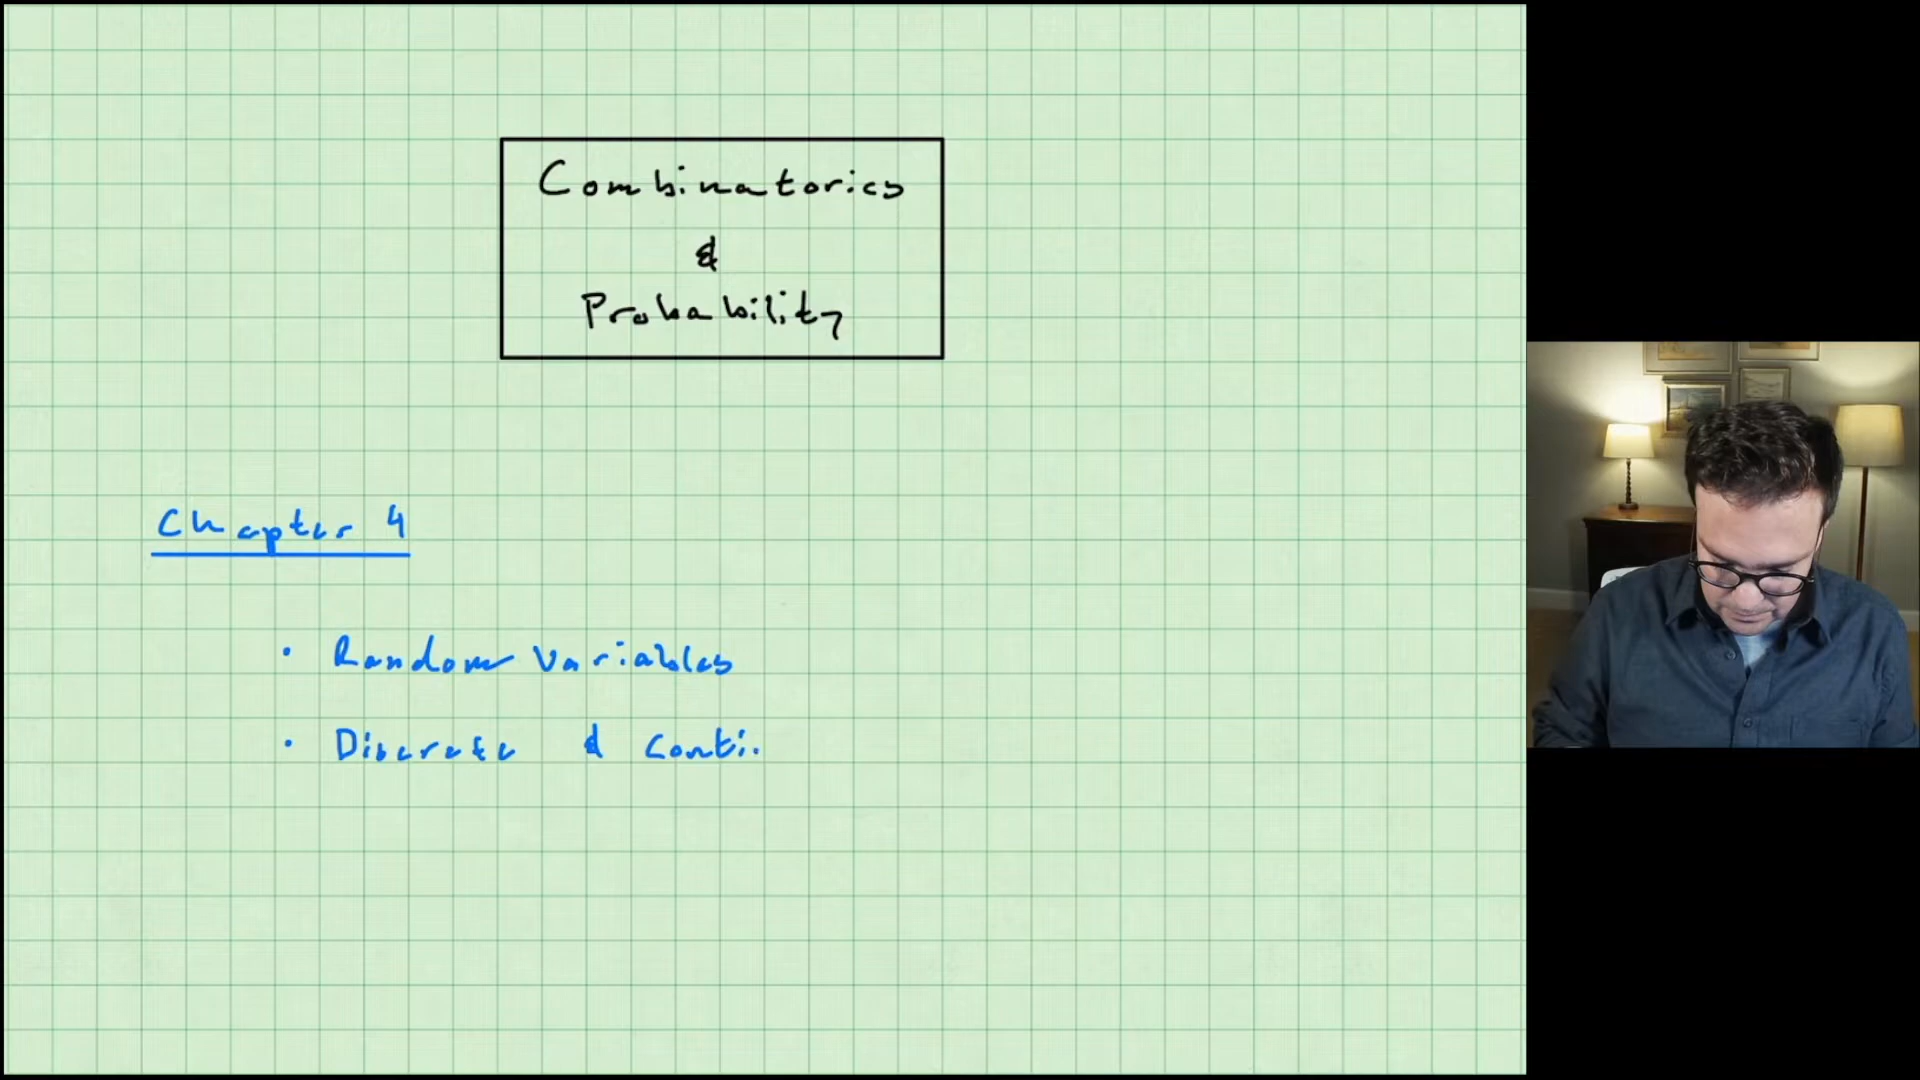 Combinatorics
&
Probability
Chapter 4
• Random Variables
• Discrete & Conti.